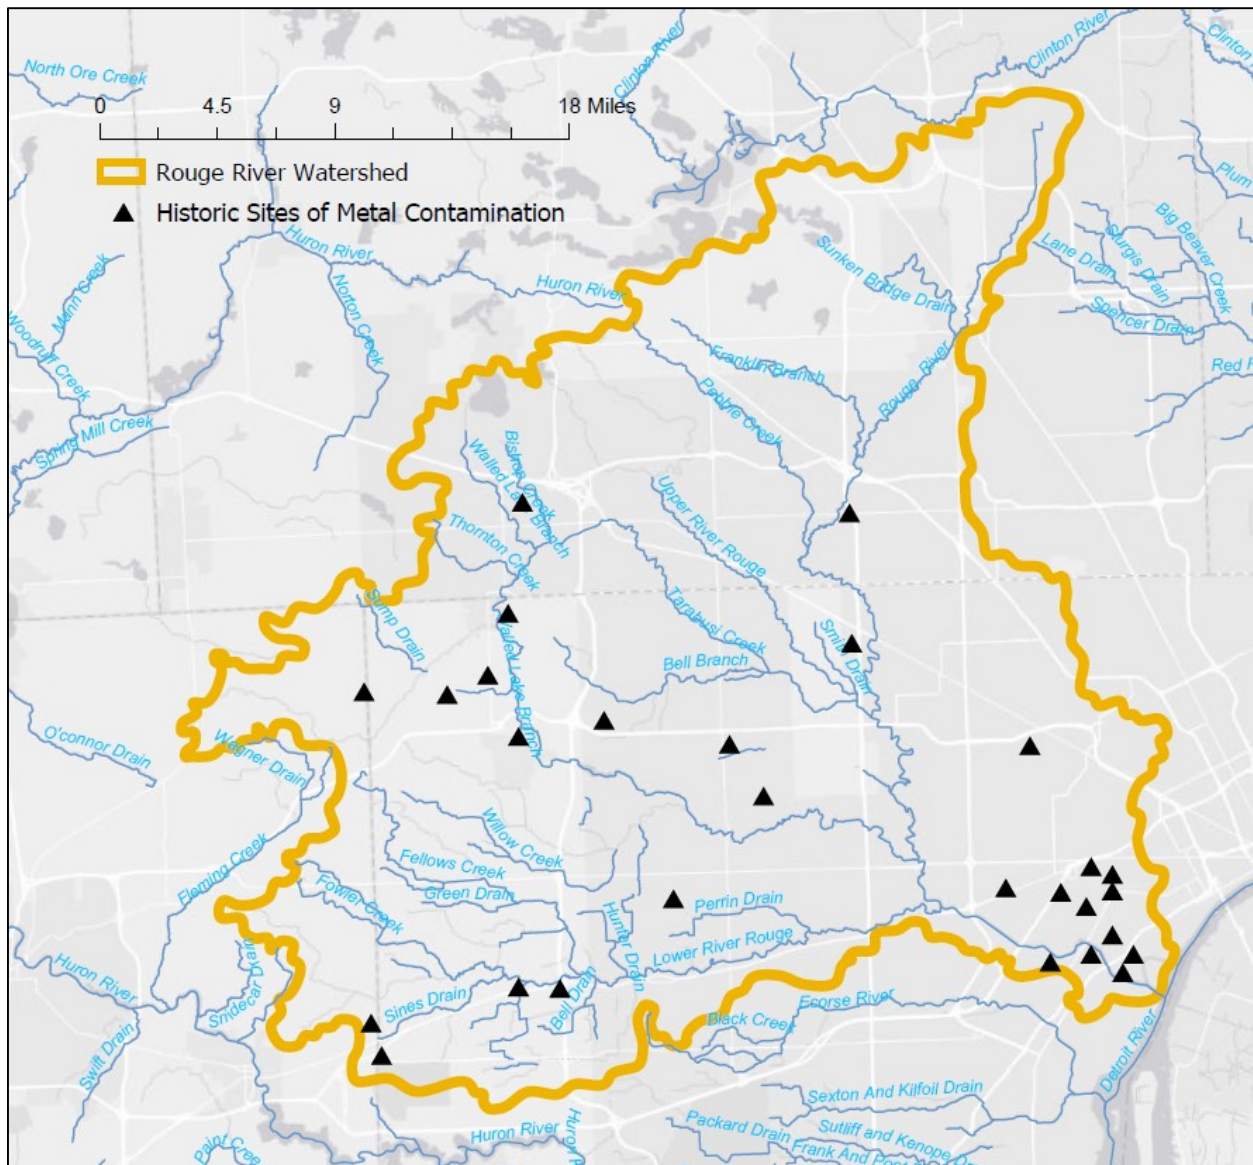 North Ore Creek
Clinton River
Clinton River
Clinton
0 4.5 9 18 Miles
Rouge River Watershed
Historic Sites of Metal Contamination
Plum
Huron River
Huron River
Norton Creek
Mann Creek
Woodruff Creek
Spring Mill Creek
Sunken Bridge Drain
Lane Drain
Sturgis Drain
Big Beaver Creek
Spencer Drain
Red
Franklin Branch
Pebble Creek
Rouge River
Bishop Creek
Walled Branch
Thornton Creek
Upper River Rouge
Tarabusi Creek
Sump Drain
Smith Drain
Bell Branch
Walled Lake Branch
O'connor Drain
Wagner Drain
Willow Creek
Fleming Creek
Fellows Creek
Green Drain
Fowler Creek
Perrin Drain
Hunter Drain
Lower River Rouge
Huron River
Snidecar Drain
Sines Drain
Bell Drain
Ecorse River
Black Creek
Swift Drain
Detroit River
Sexton And Kilfoil Drain
Huron River
Huron
Packard Drain
Sutliff and Kenope
Paint
Frank And